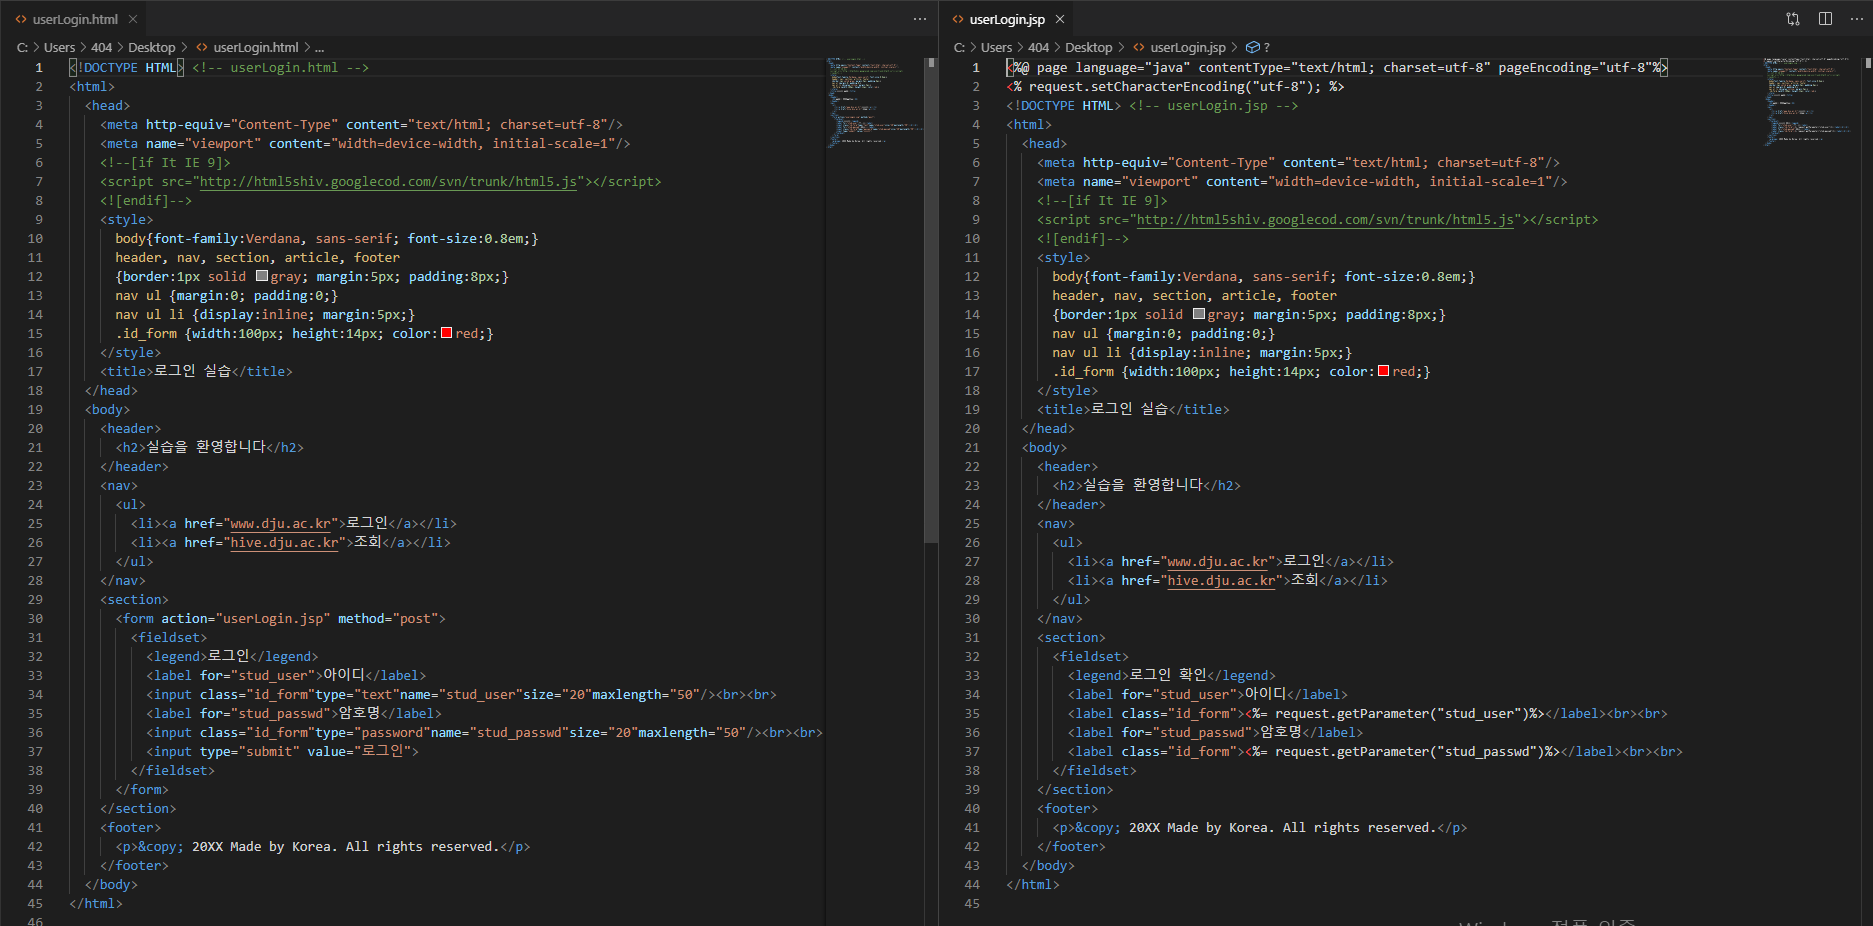 userLogin.html
C: > Users > 404 > Desktop > userLogin.html > ...
1 <!DOCTYPE HTML> <!-- userLogin.html -->
2 <html>
3 <head>
4 <meta http-equiv="Content-Type" content="text/html; charset=utf-8"/>
5 <meta name="viewport" content="width=device-width, initial-scale=1"/>
6 <!--[if It IE 9]>
7 <script src="http://html5shiv.googlecod.com/svn/trunk/html5.js"></script>
8 <![endif]-->
9 <style>
10 body{font-family:Verdana, sans-serif; font-size:0.8em;}
11 header, nav, section, article, footer
12 {border:1px solid gray; margin:5px; padding:8px;}
13 nav ul {margin:0; padding:0;}
14 nav ul li {display:inline; margin:5px;}
15 .id_form {width:100px; height:14px; color:red;}
16 </style>
17 <title>로그인 실습</title>
18 </head>
19 <body>
20 <header>
21 <h2>실습을 환영합니다</h2>
22 </header>
23 <nav>
24 <ul>
25 <li><a href="www.dju.ac.kr">로그인</a></li>
26 <li><a href="hive.dju.ac.kr">조회</a></li>
27 </ul>
28 </nav>
29 <section>
30 <form action="userLogin.jsp" method="post">
31 <fieldset>
32 <legend>로그인</legend>
33 <label for="stud_user">아이디</label>
34 <input class="id_form"type="text"name="stud_user"size="20"maxlength="50"/><br><br>
35 <label for="stud_passwd">암호명</label>
36 <input class="id_form"type="password"name="stud_passwd"size="20"maxlength="50"/><br><br>
37 <input type="submit" value="로그인">
38 </fieldset>
39 </form>
40 </section>
41 <footer>
42 <p>&copy; 20XX Made by Korea. All rights reserved.</p>
43 </footer>
44 </body>
45 </html>
46
userLogin.jsp
C: > Users > 404 > Desktop > userLogin.jsp > ?
1 <%@ page language="java" contentType="text/html; charset=utf-8" pageEncoding="utf-8"%>
2 <% request.setCharacterEncoding("utf-8"); %>
3 <!DOCTYPE HTML> <!-- userLogin.jsp -->
4 <html>
5 <head>
6 <meta http-equiv="Content-Type" content="text/html; charset=utf-8"/>
7 <meta name="viewport" content="width=device-width, initial-scale=1"/>
8 <!--[if It IE 9]>
9 <script src="http://html5shiv.googlecod.com/svn/trunk/html5.js"></script>
10 <![endif]-->
11 <style>
12 body{font-family:Verdana, sans-serif; font-size:0.8em;}
13 header, nav, section, article, footer
14 {border:1px solid gray; margin:5px; padding:8px;}
15 nav ul {margin:0; padding:0;}
16 nav ul li {display:inline; margin:5px;}
17 .id_form {width:100px; height:14px; color:red;}
18 </style>
19 <title>로그인 실습</title>
20 </head>
21 <body>
22 <header>
23 <h2>실습을 환영합니다</h2>
24 </header>
25 <nav>
26 <ul>
27 <li><a href="www.dju.ac.kr">로그인</a></li>
28 <li><a href="hive.dju.ac.kr">조회</a></li>
29 </ul>
30 </nav>
31 <section>
32 <fieldset>
33 <legend>로그인 확인</legend>
34 <label for="stud_user">아이디</label>
35 <label class="id_form"><%= request.getParameter("stud_user")%></label><br><br>
36 <label for="stud_passwd">암호명</label>
37 <label class="id_form"><%= request.getParameter("stud_passwd")%></label><br><br>
38 </fieldset>
39 </section>
40 <footer>
41 <p>&copy; 20XX Made by Korea. All rights reserved.</p>
42 </footer>
43 </body>
44 </html>
45